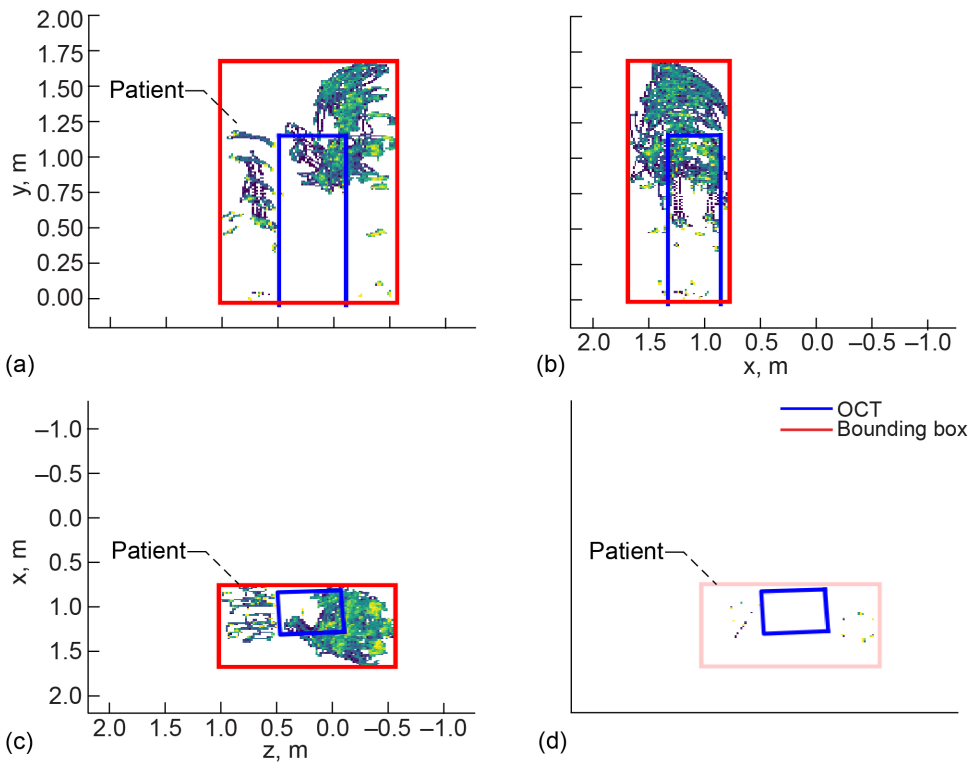 2.00
1.75
1.50
1.25
1.00
0.75
0.50
0.25
0.00
y, m
Patient
(a)
2.0 1.5 1.0 0.5 0.0 –0.5 –1.0
x, m
(b)
–1.0
–0.5
0.0
0.5
1.0
1.5
2.0
x, m
Patient
2.0 1.5 1.0 0.5 0.0 –0.5 –1.0
z, m
(c)
OCT
Bounding box
Patient
(d)